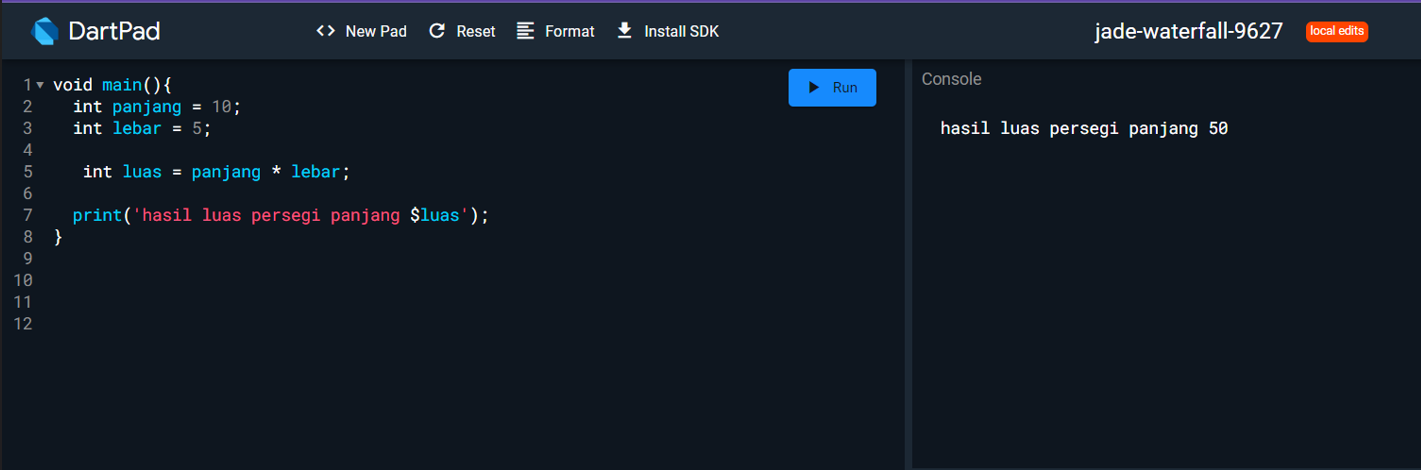 DartPad
<> New Pad
Reset
Format
Install SDK
jade-waterfall-9627
local edits
1 void main(){
2   int panjang = 10;
3   int lebar = 5;
4
5    int luas = panjang * lebar;
6
7   print('hasil luas persegi panjang $luas');
8 }
9
10
11
12
Run
Console
hasil luas persegi panjang 50